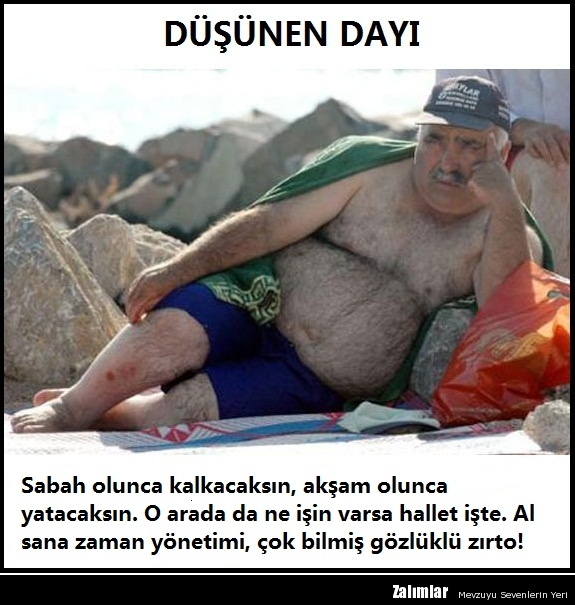 DÜŞÜNEN DAYI
Sabah olunca kalkacaksın, akşam olunca
yatacaksın. O arada da ne işin varsa hallet işte. Al
sana zaman yönetimi, çok bilmiş gözlüklü zırto!
Zalımlar Mevzuyu Sevenlerin Yeri